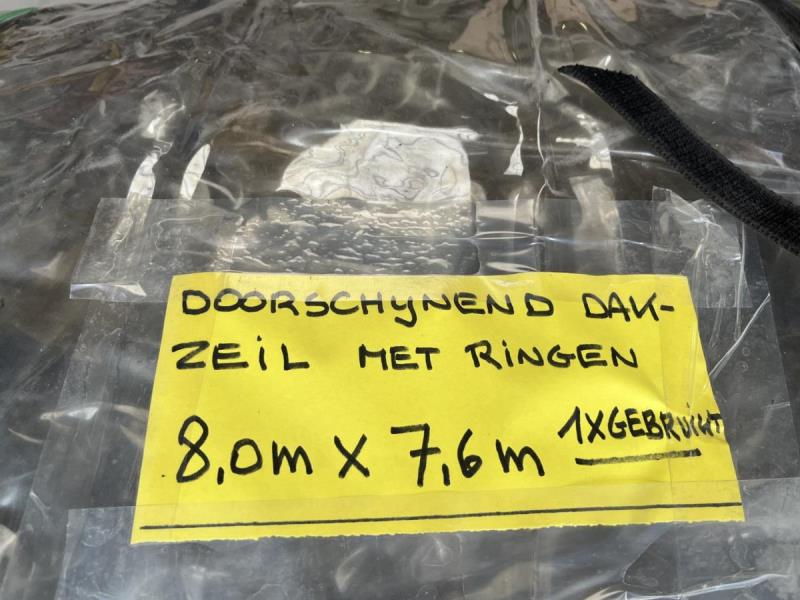 DOORSCHYNEND DAK-
ZEIL MET RINGEN
8,0m X 7,6m 1XGEBRUIKT